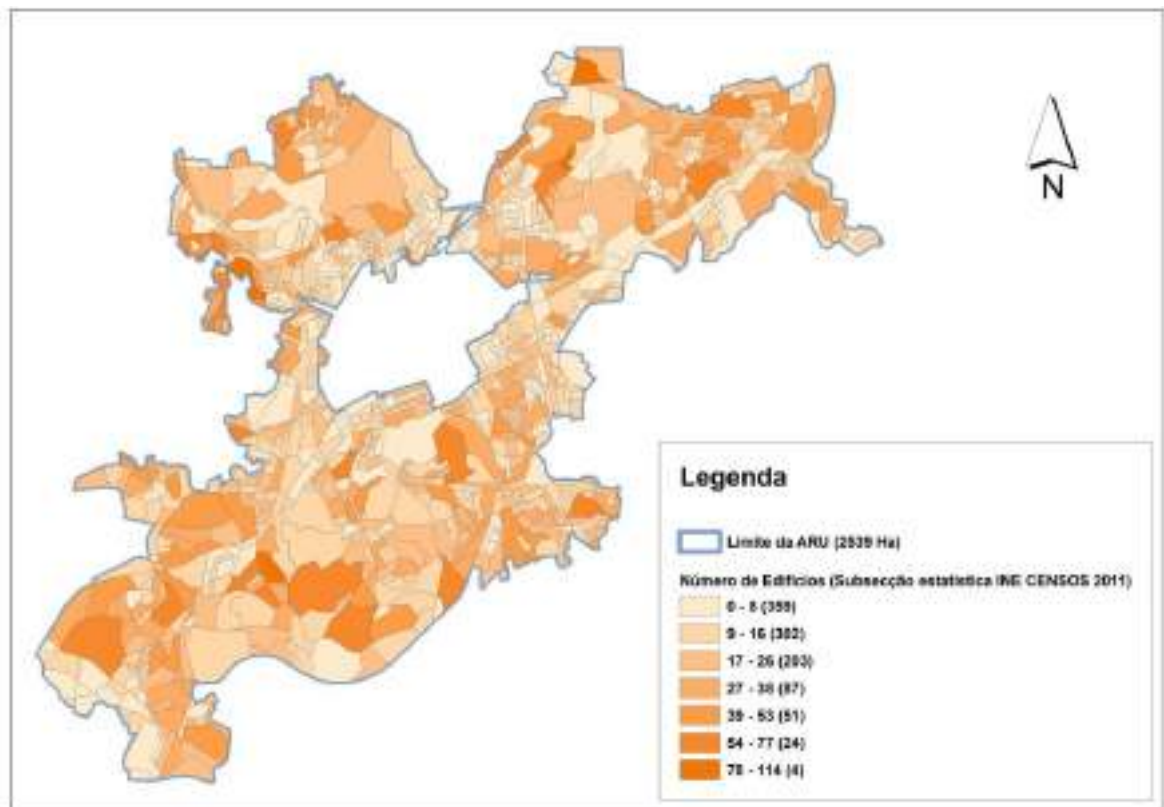 N
Legenda
Limite da ARU (2839 Ha)
Número de Edifícios (Subsecção estatística INE CENSOS 2011)
0 - 8 (359)
9 - 16 (302)
17 - 26 (203)
27 - 38 (87)
39 - 53 (51)
54 - 77 (24)
78 - 114 (4)